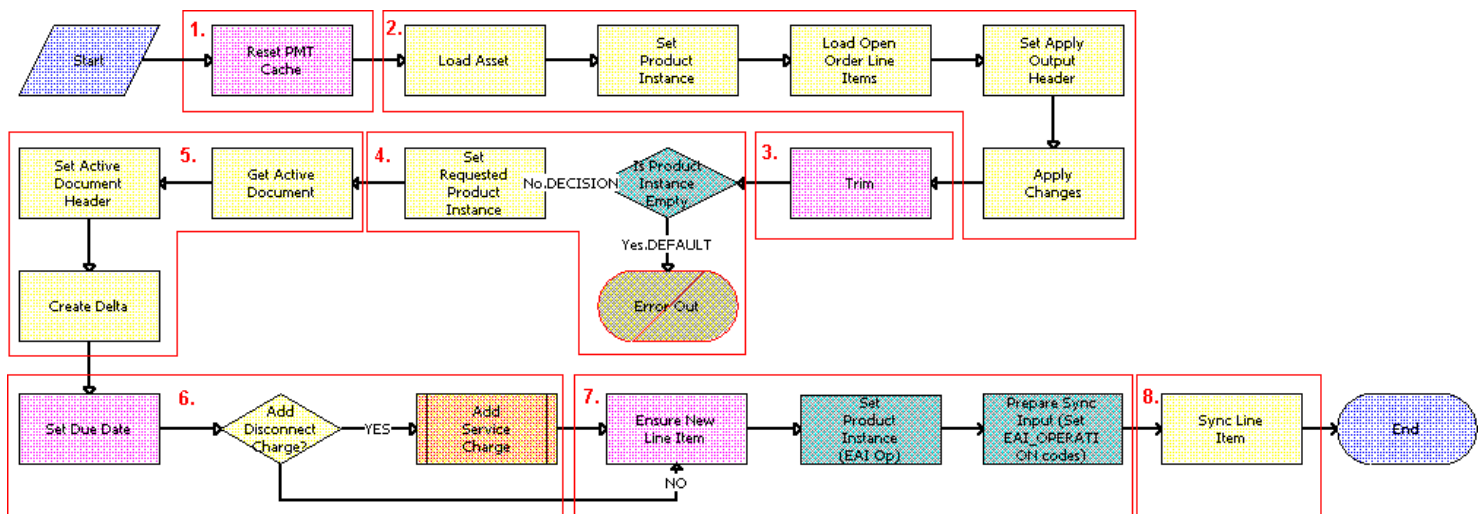 1.
2.
Start
Reset PMT
Cache
Load Asset
Set
Product
Instance
Load Open
Order Line
Items
Set Apply
Output
Header
5.
4.
3.
Set Active
Document
Header
Get Active
Document
Set
Requested
Product
Instance
No.DECISION
Is Product
Instance
Empty
Trim
Apply
Changes
Yes.DEFAULT
Create Delta
Error Out
6.
7.
8.
Set Due Date
Add
Disconnect
Charge?
YES
Add
Service
Charge
Ensure New
Line Item
Set
Product
Instance
(EAI Op)
Prepare Sync
Input (Set
EAI_OPERATI
ON codes)
Sync Line
Item
End
NO